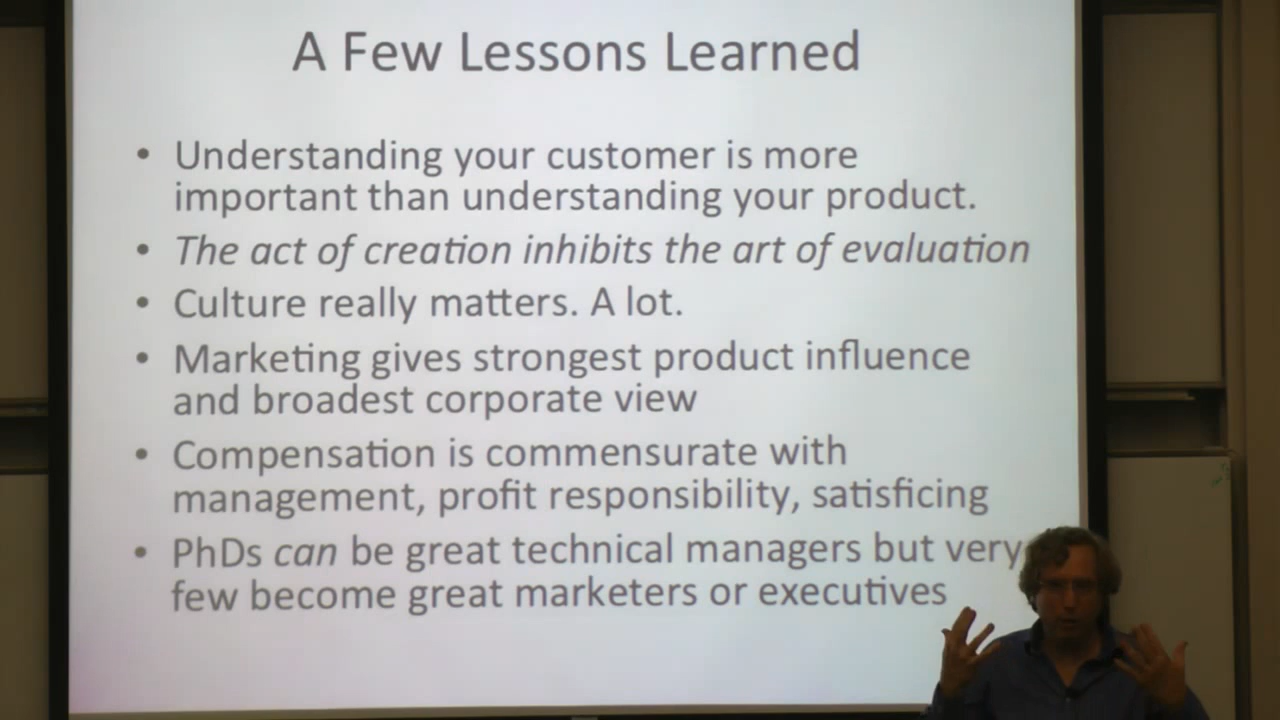 A Few Lessons Learned
• Understanding your customer is more
important than understanding your product.
• The act of creation inhibits the art of evaluation
• Culture really matters. A lot.
• Marketing gives strongest product influence
and broadest corporate view
• Compensation is commensurate with
management, profit responsibility, satisficing
• PhDs can be great technical managers but very
few become great marketers or executives